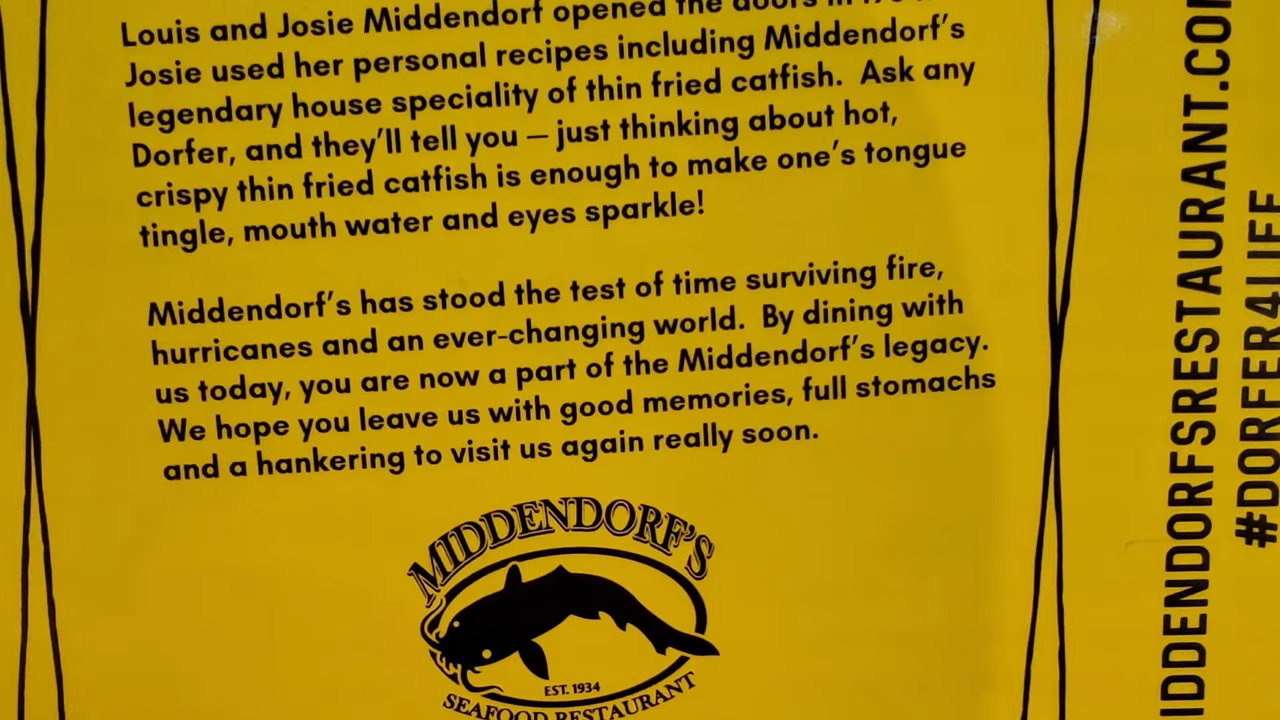 Louis and Josie Middendorf opened the doors in
Josie used her personal recipes including Middendorf's
legendary house speciality of thin fried catfish. Ask any
Dorfer, and they'll tell you – just thinking about hot,
crispy thin fried catfish is enough to make one's tongue
tingle, mouth water and eyes sparkle!
Middendorf's has stood the test of time surviving fire,
hurricanes and an ever-changing world. By dining with
us today, you are now a part of the Middendorf's legacy.
We hope you leave us with good memories, full stomachs
and a hankering to visit us again really soon.
MIDDENDORF'S
EST. 1934
SEAFOOD RESTAURANT
IDDENDORFSRESTAURANT.COM
#DORFER4LIFE